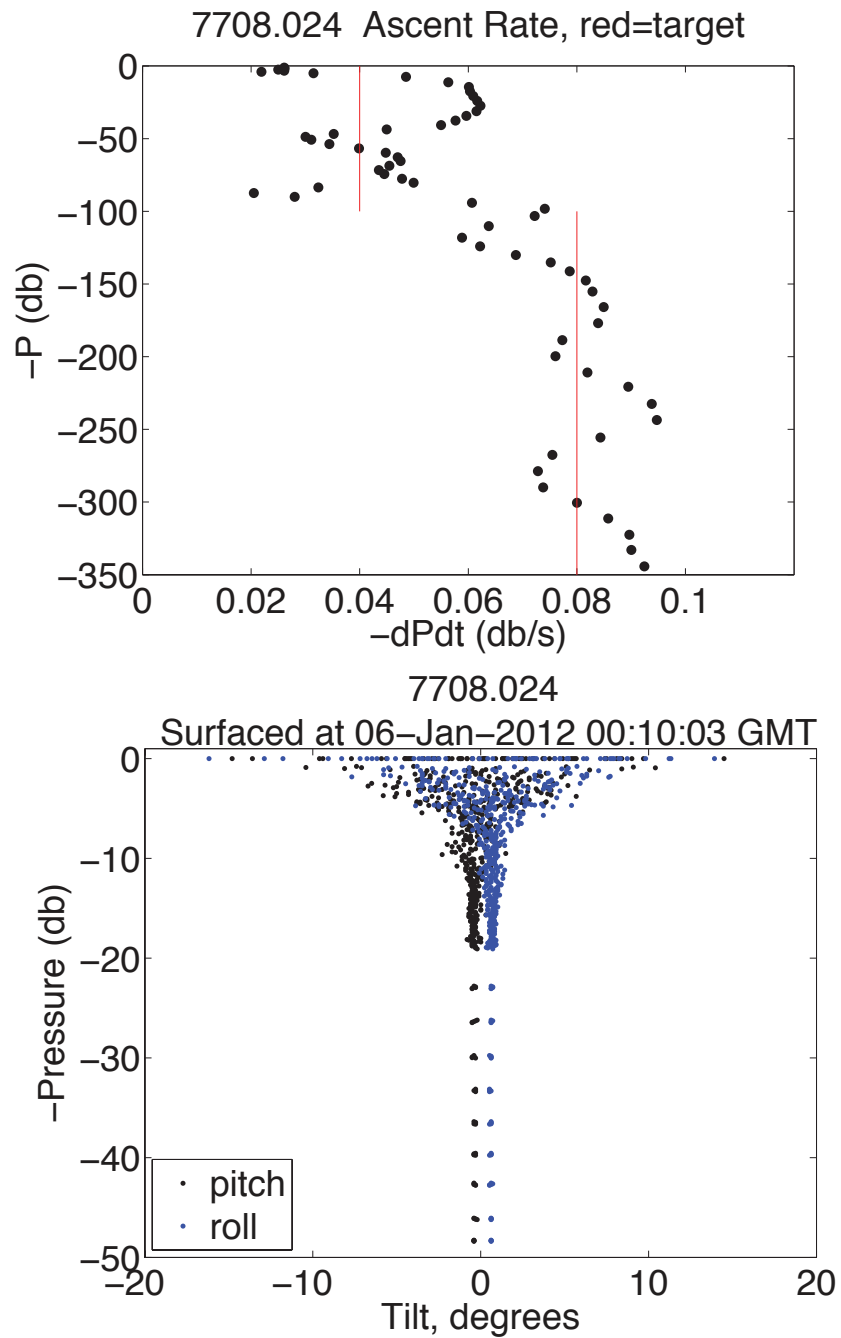 7708.024 Ascent Rate, red=target
0
−50
−100
−150
−200
−250
−300
−350
−P (db)
0 0.02 0.04 0.06 0.08 0.1
−dPdt (db/s)
7708.024
Surfaced at 06−Jan−2012 00:10:03 GMT
0
−10
−20
−30
−40
−50
−Pressure (db)
pitch
roll
−20 −10 0 10 20
Tilt, degrees